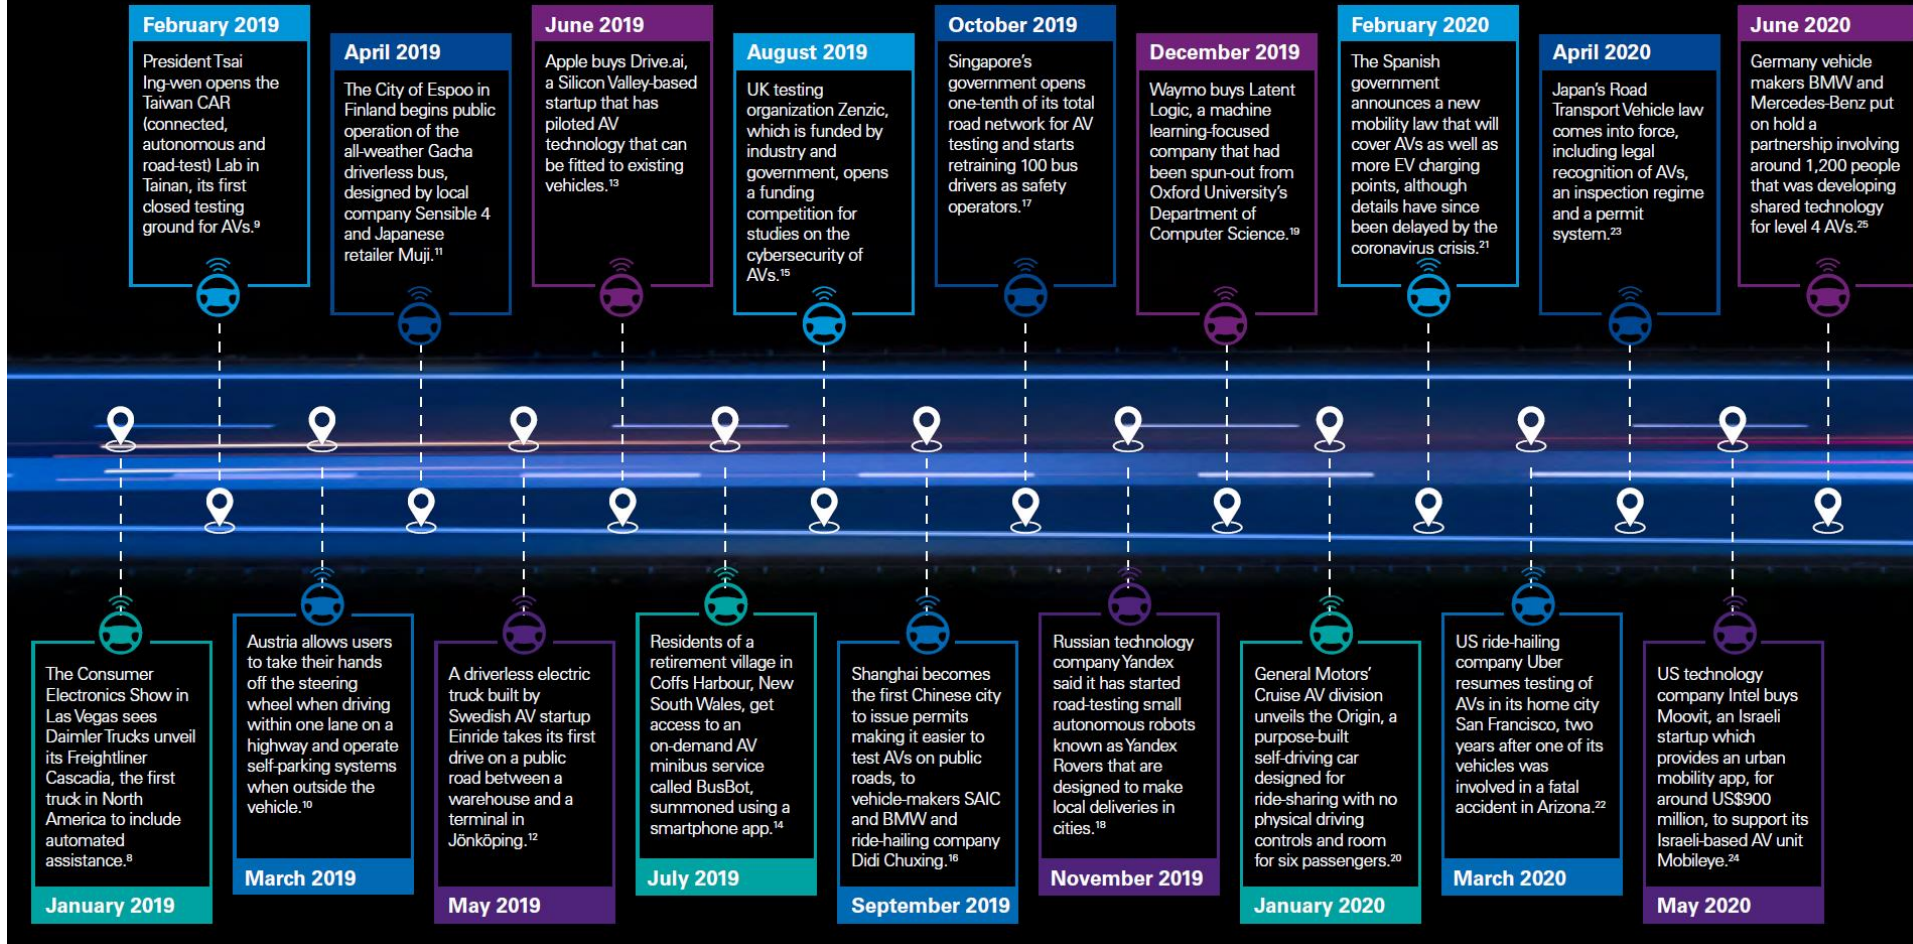 February 2019
President Tsai
Ing-wen opens the
Taiwan CAR
(connected,
autonomous and
road-test) Lab in
Tainan, its first
closed testing
ground for AVs.⁹
April 2019
The City of Espoo in
Finland begins public
operation of the
all-weather Gacha
driverless bus,
designed by local
company Sensible 4
and Japanese
retailer Muji.¹¹
June 2019
Apple buys Drive.ai,
a Silicon Valley-based
startup that has
piloted AV
technology that can
be fitted to existing
vehicles.¹³
August 2019
UK testing
organization Zenzic,
which is funded by
industry and
government, opens
a funding
competition for
studies on the
cybersecurity of
AVs.¹⁵
October 2019
Singapore's
government opens
one-tenth of its total
road network for AV
testing and starts
retraining 100 bus
drivers as safety
operators.¹⁷
December 2019
Waymo buys Latent
Logic, a machine
learning-focused
company that had
been spun-out from
Oxford University's
Department of
Computer Science.¹⁹
February 2020
The Spanish
government
announces a new
mobility law that will
cover AVs as well as
more EV charging
points, although
details have since
been delayed by the
coronavirus crisis.²¹
April 2020
Japan's Road
Transport Vehicle law
comes into force,
including legal
recognition of AVs,
an inspection regime
and a permit
system.²³
June 2020
Germany vehicle
makers BMW and
Mercedes-Benz put
on hold a
partnership involving
around 1,200 people
that was developing
shared technology
for level 4 AVs.²⁵
The Consumer
Electronics Show in
Las Vegas sees
Daimler Trucks unveil
its Freightliner
Cascadia, the first
truck in North
America to include
automated
assistance.⁸
January 2019
Austria allows users
to take their hands
off the steering
wheel when driving
within one lane on a
highway and operate
self-parking systems
when outside the
vehicle.¹⁰
March 2019
A driverless electric
truck built by
Swedish AV startup
Einride takes its first
drive on a public
road between a
warehouse and a
terminal in
Jönköping.¹²
May 2019
Residents of a
retirement village in
Coffs Harbour, New
South Wales, get
access to an
on-demand AV
minibus service
called BusBot,
summoned using a
smartphone app.¹⁴
July 2019
Shanghai becomes
the first Chinese city
to issue permits
making it easier to
test AVs on public
roads, to
vehicle-makers SAIC
and BMW and
ride-hailing company
Didi Chuxing.¹⁶
September 2019
Russian technology
company Yandex
said it has started
road-testing small
autonomous robots
known as Yandex
Rovers that are
designed to make
local deliveries in
cities.¹⁸
November 2019
General Motors'
Cruise AV division
unveils the Origin, a
purpose-built
self-driving car
designed for
ride-sharing with no
physical driving
controls and room
for six passengers.²⁰
January 2020
US ride-hailing
company Uber
resumes testing of
AVs in its home city
San Francisco, two
years after one of its
vehicles was
involved in a fatal
accident in Arizona.²²
March 2020
US technology
company Intel buys
Moovit, an Israeli
startup which
provides an urban
mobility app, for
around US$900
million, to support its
Israeli-based AV unit
Mobileye.²⁴
May 2020